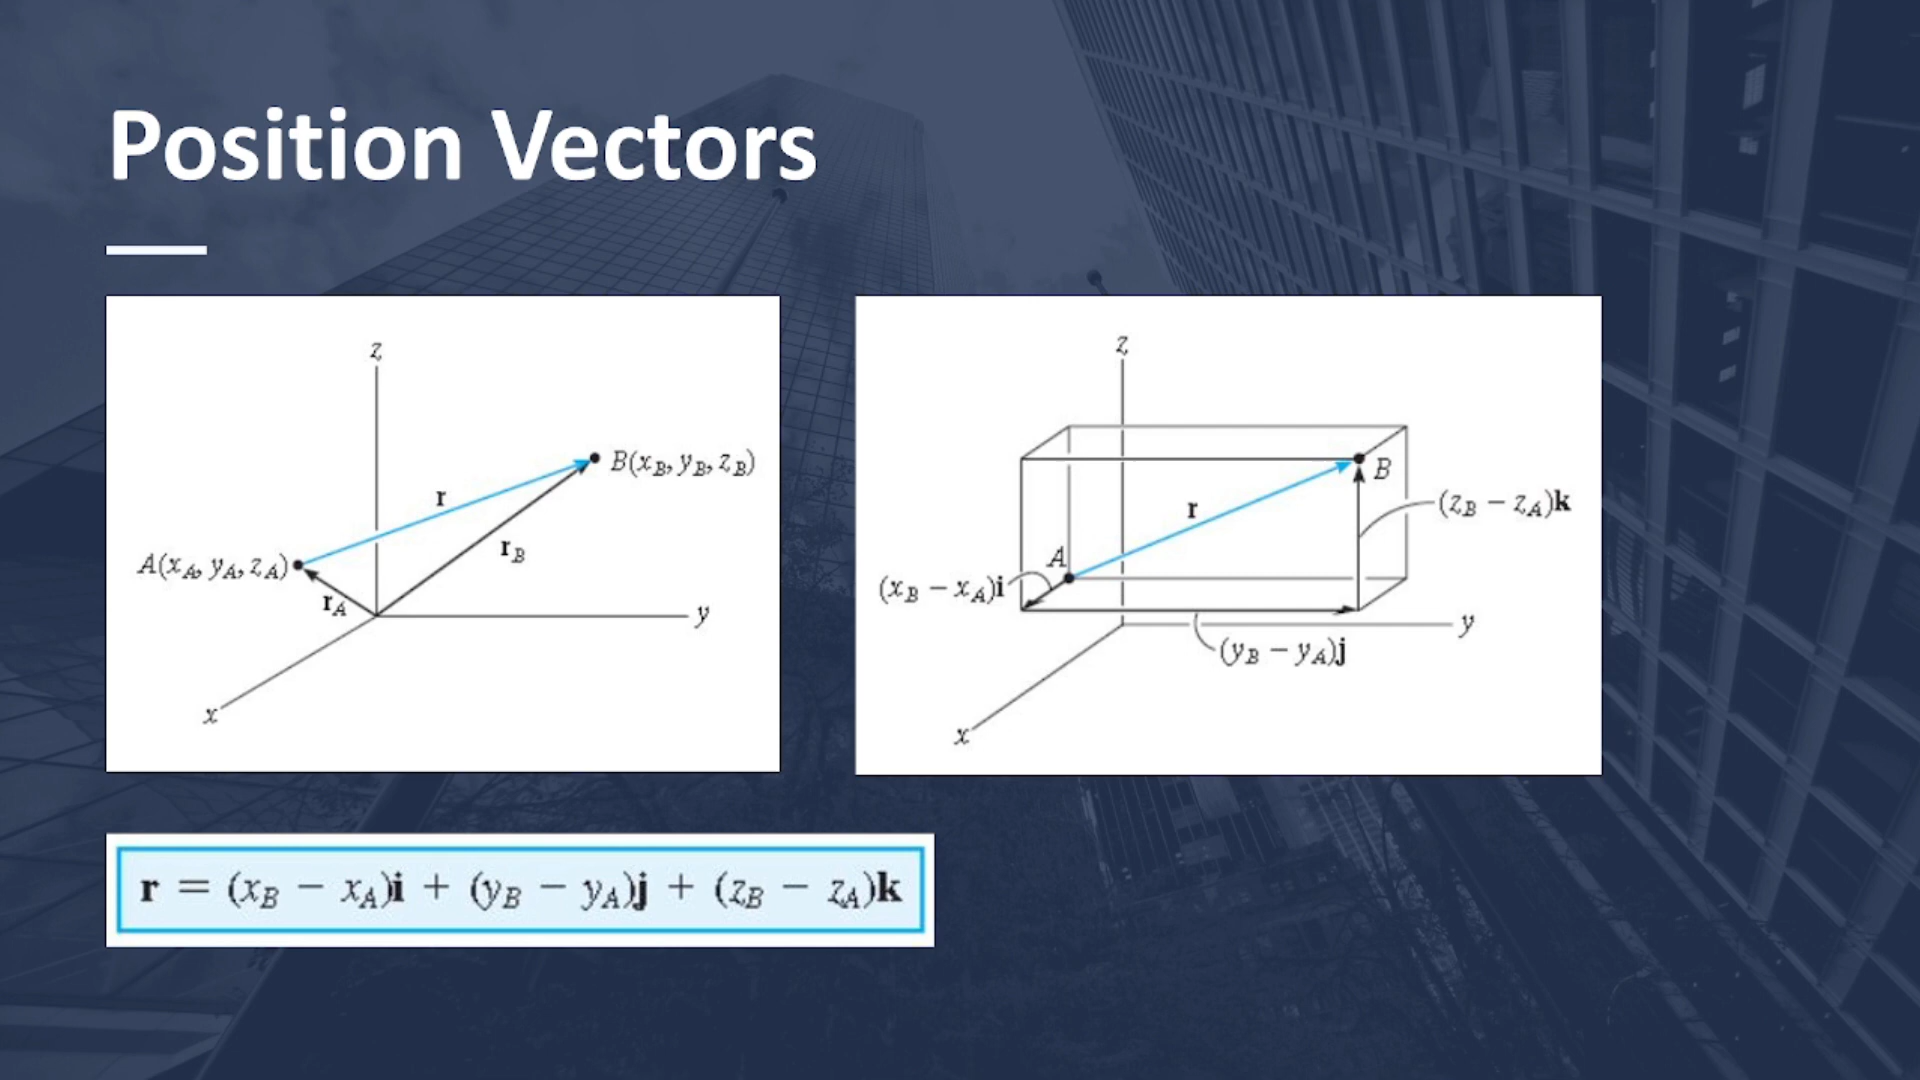 Position Vectors
z
B(x_B, y_B, z_B)
r
r_B
A(x_A, y_A, z_A)
r_A
y
x
z
B
(z_B − z_A)k
r
A
(x_B − x_A)i
y
(y_B − y_A)j
x
r = (x_B − x_A)i + (y_B − y_A)j + (z_B − z_A)k